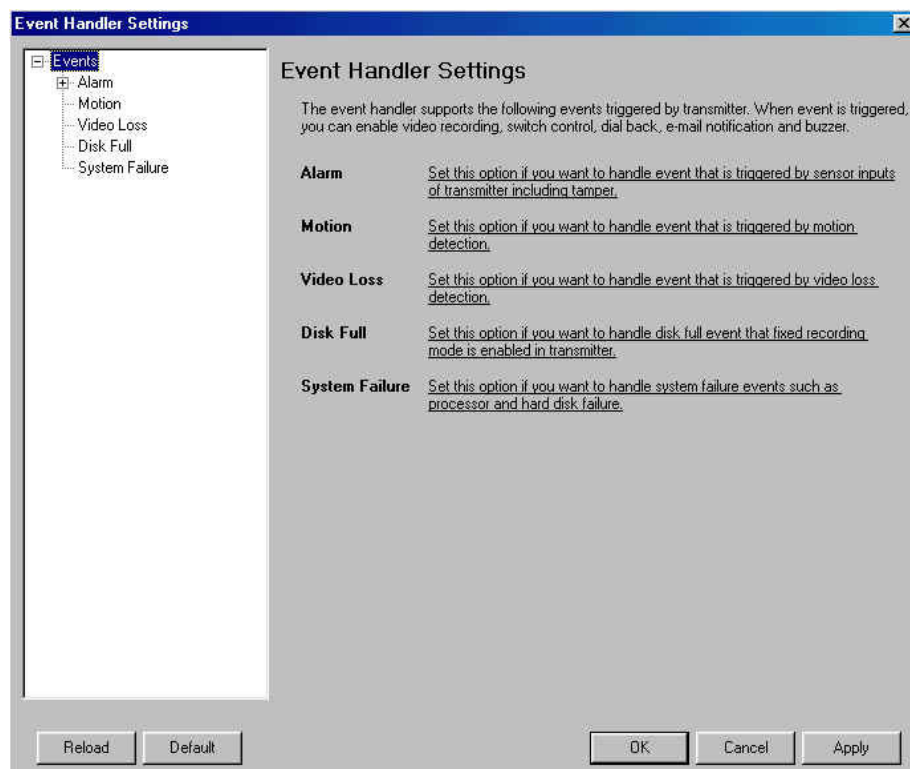 Event Handler Settings
Events
Alarm
Motion
Video Loss
Disk Full
System Failure
Event Handler Settings
The event handler supports the following events triggered by transmitter. When event is triggered,
you can enable video recording, switch control, dial back, e-mail notification and buzzer.
Alarm
Set this option if you want to handle event that is triggered by sensor inputs
of transmitter including tamper.
Motion
Set this option if you want to handle event that is triggered by motion
detection.
Video Loss
Set this option if you want to handle event that is triggered by video loss
detection.
Disk Full
Set this option if you want to handle disk full event that fixed recording
mode is enabled in transmitter.
System Failure
Set this option if you want to handle system failure events such as
processor and hard disk failure.
Reload
Default
OK
Cancel
Apply